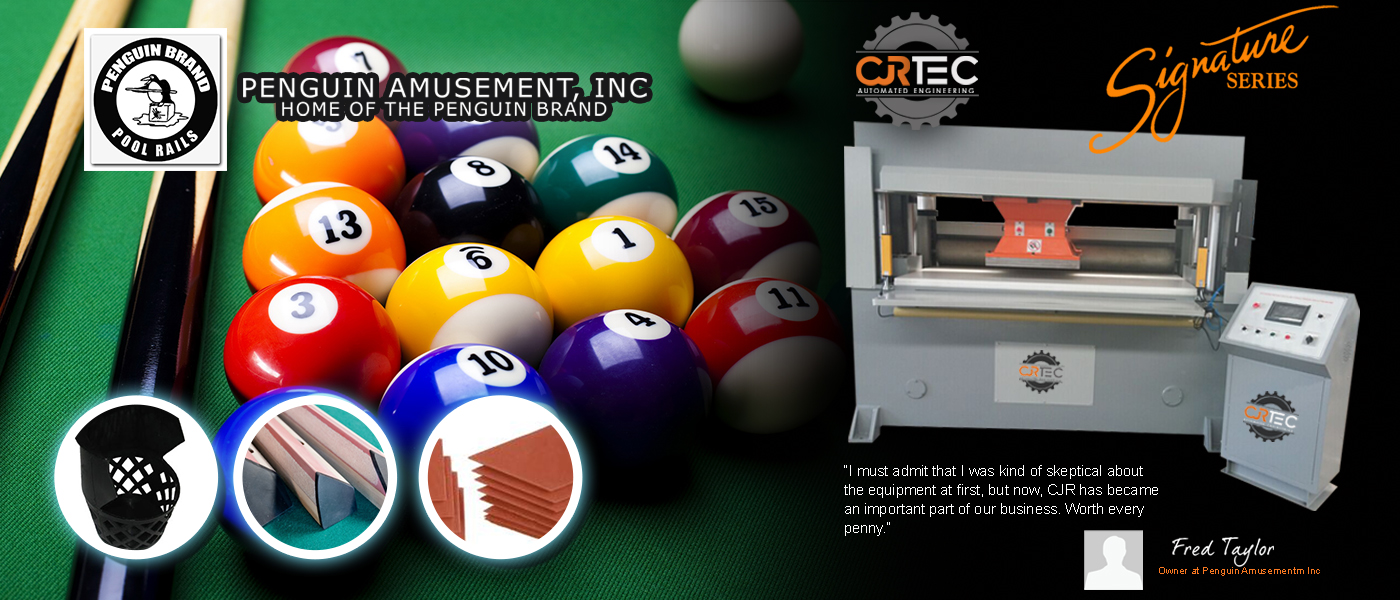 PENGUIN BRAND
POOL RAILS
PENGUIN AMUSEMENT, INC
HOME OF THE PENGUIN BRAND
7
5
8
14
13
1
15
6
3
4
11
10
CJRTEC
AUTOMATED ENGINEERING
Signature
SERIES
CJRTEC
CJRTEC
"I must admit that I was kind of skeptical about
the equipment at first, but now, CJR has became
an important part of our business. Worth every
penny."
Fred Taylor
Owner at Penguin Amusementm Inc